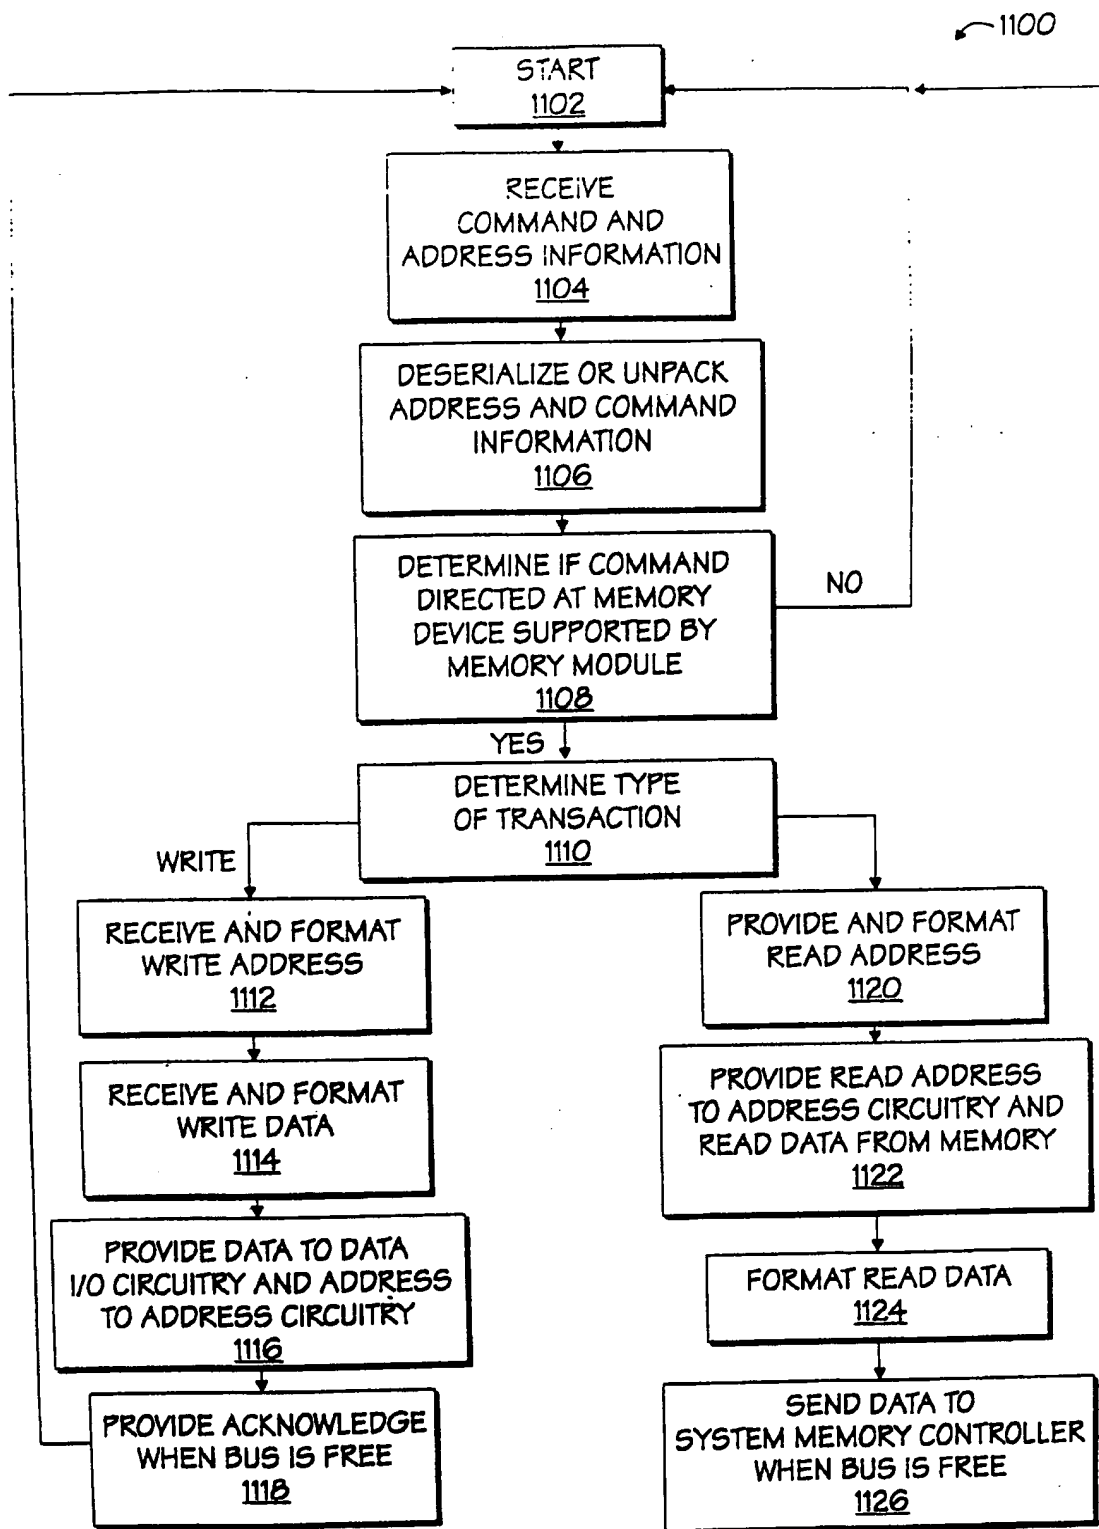 1100
START
1102
RECEIVE
COMMAND AND
ADDRESS INFORMATION
1104
DESERIALIZE OR UNPACK
ADDRESS AND COMMAND
INFORMATION
1106
DETERMINE IF COMMAND
DIRECTED AT MEMORY
DEVICE SUPPORTED BY
MEMORY MODULE
1108
NO
YES
DETERMINE TYPE
OF TRANSACTION
1110
WRITE
RECEIVE AND FORMAT
WRITE ADDRESS
1112
RECEIVE AND FORMAT
WRITE DATA
1114
PROVIDE DATA TO DATA
I/O CIRCUITRY AND ADDRESS
TO ADDRESS CIRCUITRY
1116
PROVIDE ACKNOWLEDGE
WHEN BUS IS FREE
1118
PROVIDE AND FORMAT
READ ADDRESS
1120
PROVIDE READ ADDRESS
TO ADDRESS CIRCUITRY AND
READ DATA FROM MEMORY
1122
FORMAT READ DATA
1124
SEND DATA TO
SYSTEM MEMORY CONTROLLER
WHEN BUS IS FREE
1126